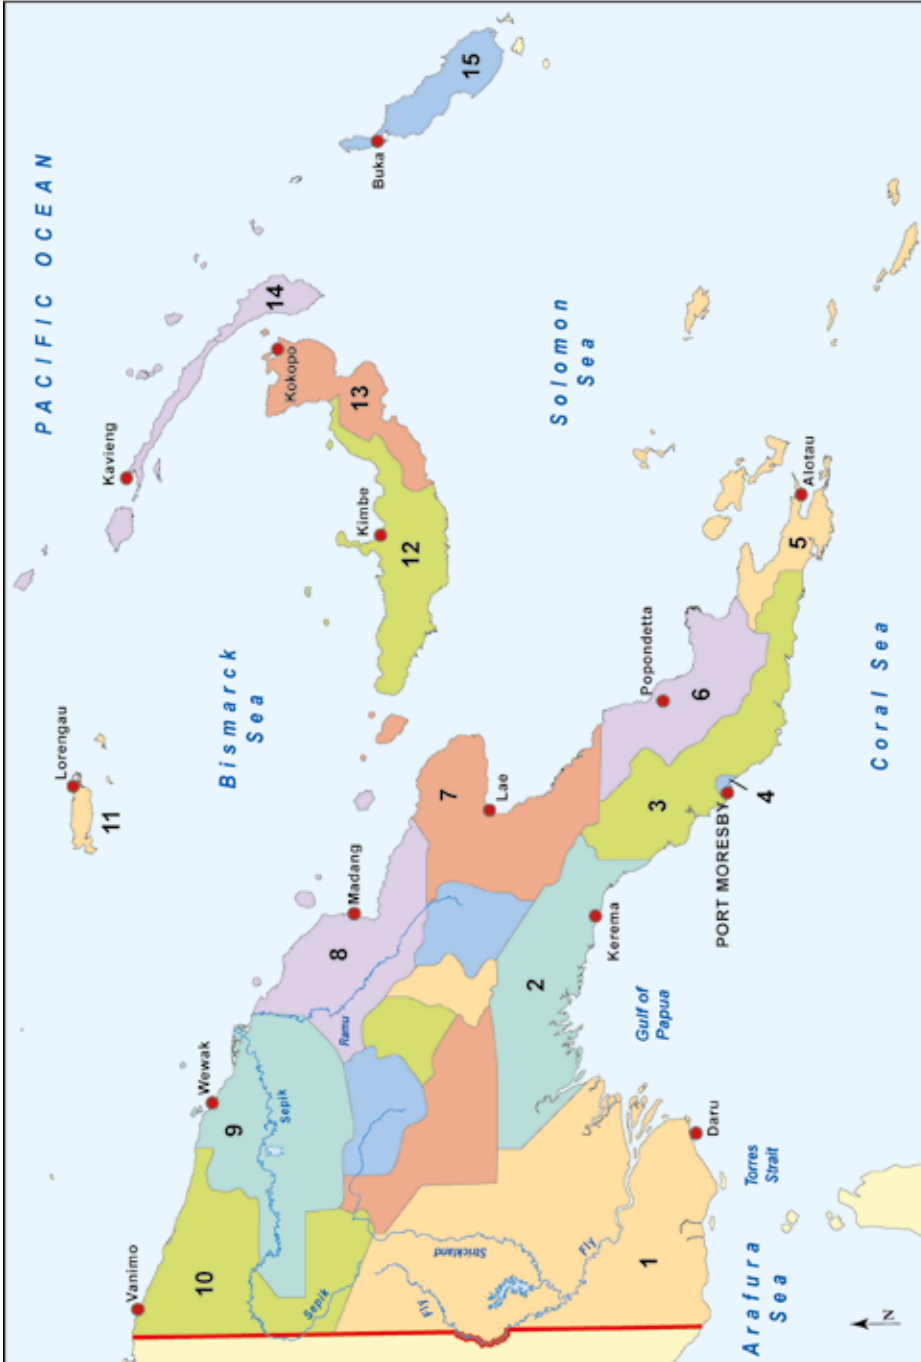 PACIFIC OCEAN
Lorengau
11
Kavieng
Vanimo
Wewak
14
10
9
Sepik
Bismarck
Sea
Kokopo
Sepik
8
Madang
Ramu
Kimbe
13
12
Buka
15
7
Lae
Strickland
Fly
2
Kerema
Solomon
Sea
Fly
1
Gulf of
Papua
3
6
Popondetta
Daru
PORT MORESBY
4
Torres
Strait
5
Alotau
Arafura
Sea
Coral Sea
N